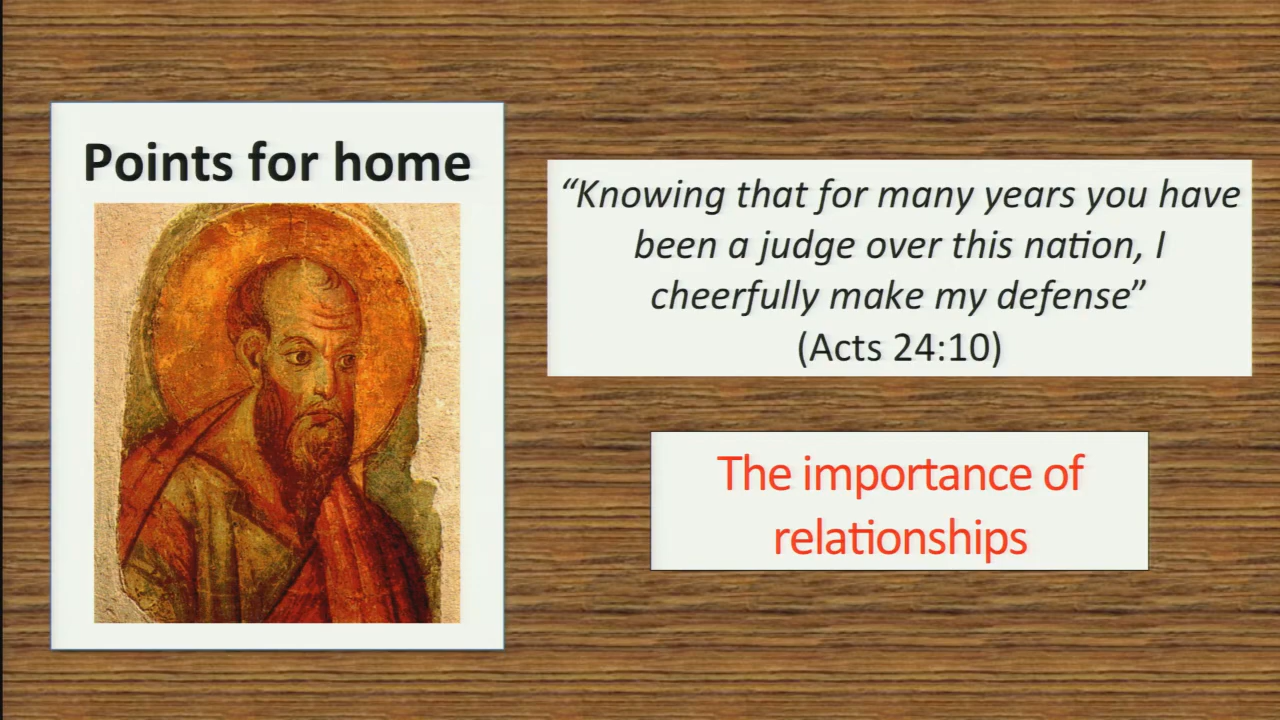 Points for home
“Knowing that for many years you have
been a judge over this nation, I
cheerfully make my defense”
(Acts 24:10)
The importance of
relationships